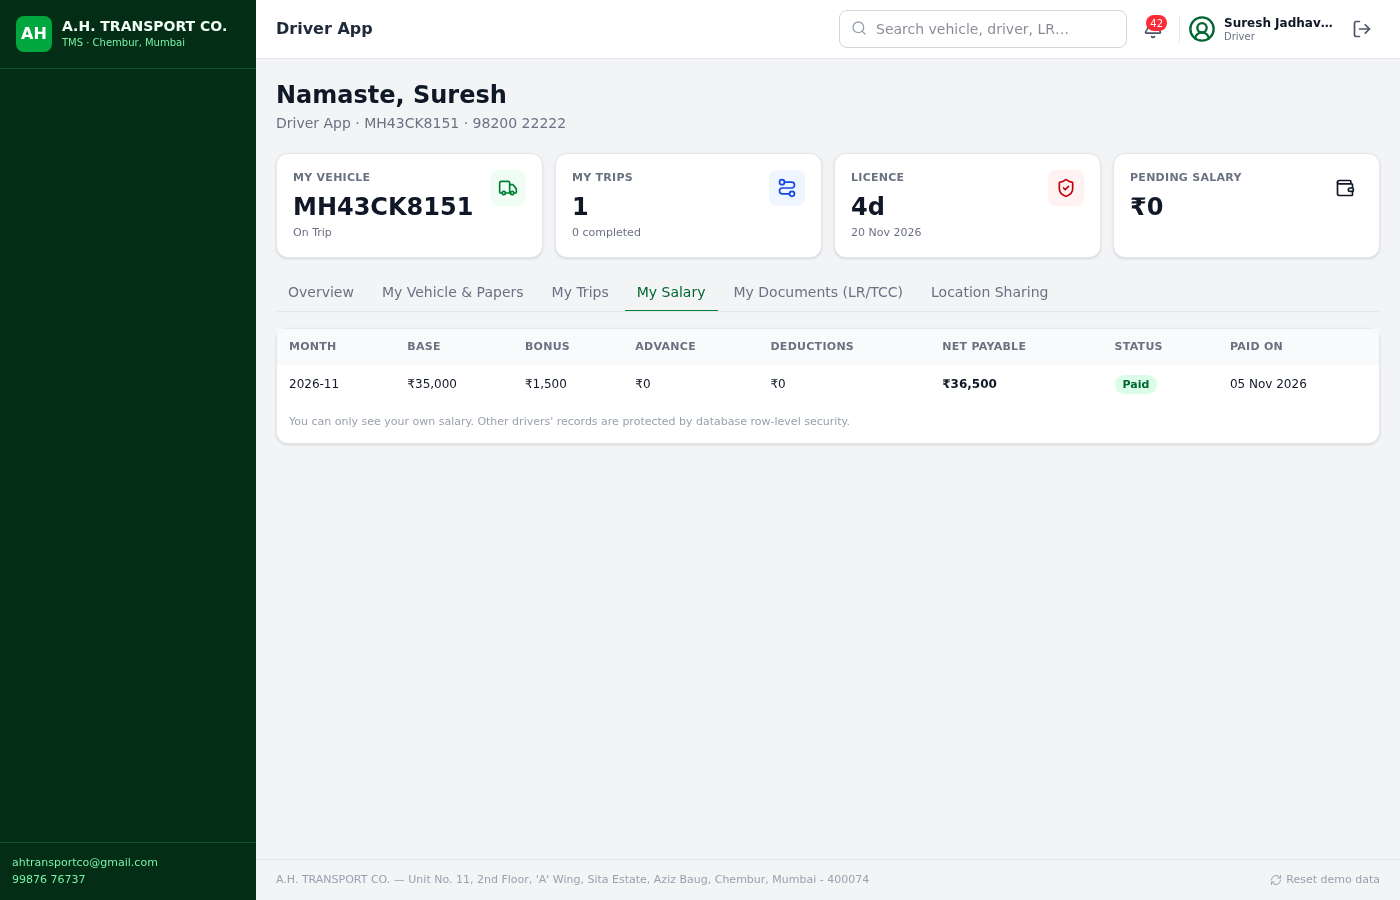 AH
A.H. TRANSPORT CO.
TMS · Chembur, Mumbai
Driver App
Search vehicle, driver, LR...
42
Suresh Jadhav...
Driver
Namaste, Suresh
Driver App · MH43CK8151 · 98200 22222
MY VEHICLE
MH43CK8151
On Trip
MY TRIPS
1
0 completed
LICENCE
4d
20 Nov 2026
PENDING SALARY
₹0
Overview My Vehicle & Papers My Trips My Salary My Documents (LR/TCC) Location Sharing
MONTH BASE BONUS ADVANCE DEDUCTIONS NET PAYABLE STATUS PAID ON
2026-11 ₹35,000 ₹1,500 ₹0 ₹0 ₹36,500 Paid 05 Nov 2026
You can only see your own salary. Other drivers' records are protected by database row-level security.
ahtransportco@gmail.com
99876 76737
A.H. TRANSPORT CO. — Unit No. 11, 2nd Floor, 'A' Wing, Sita Estate, Aziz Baug, Chembur, Mumbai - 400074
Reset demo data